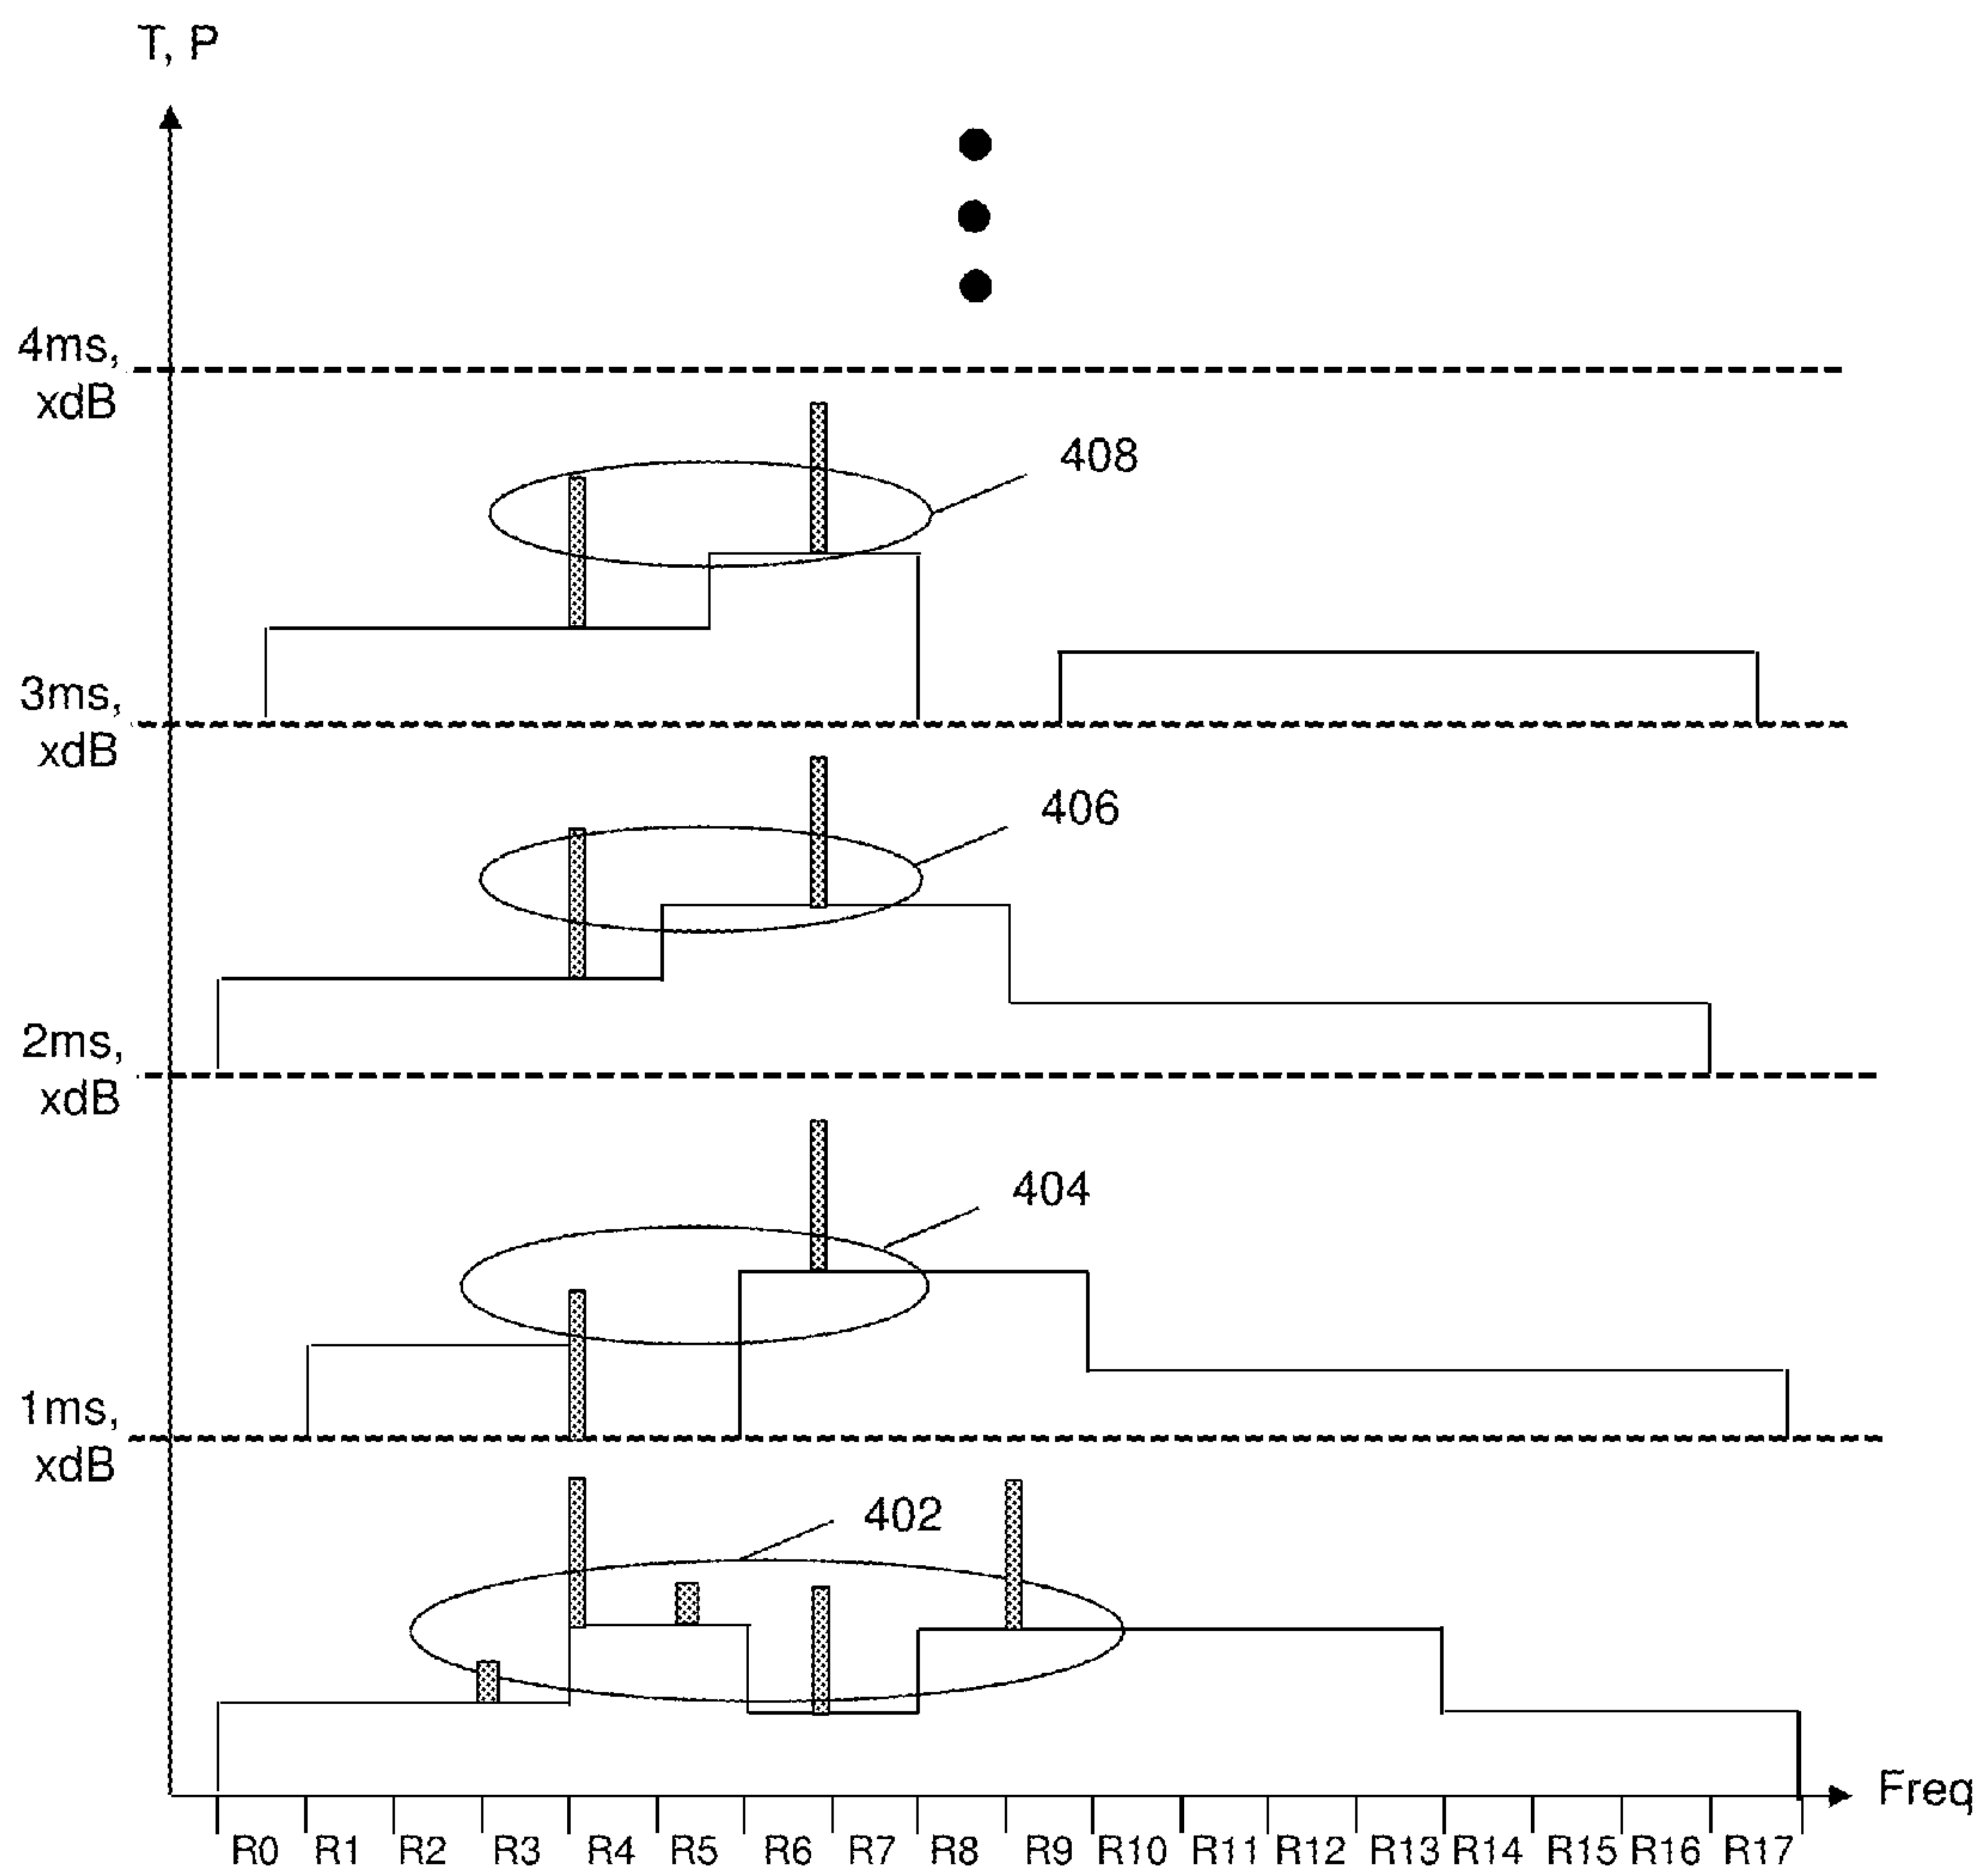 T, P
4ms,
xdB
408
3ms,
xdB
406
2ms,
xdB
404
1ms,
xdB
402
Freq
R0 R1 R2 R3 R4 R5 R6 R7 R8 R9 R10 R11 R12 R13 R14 R15 R16 R17